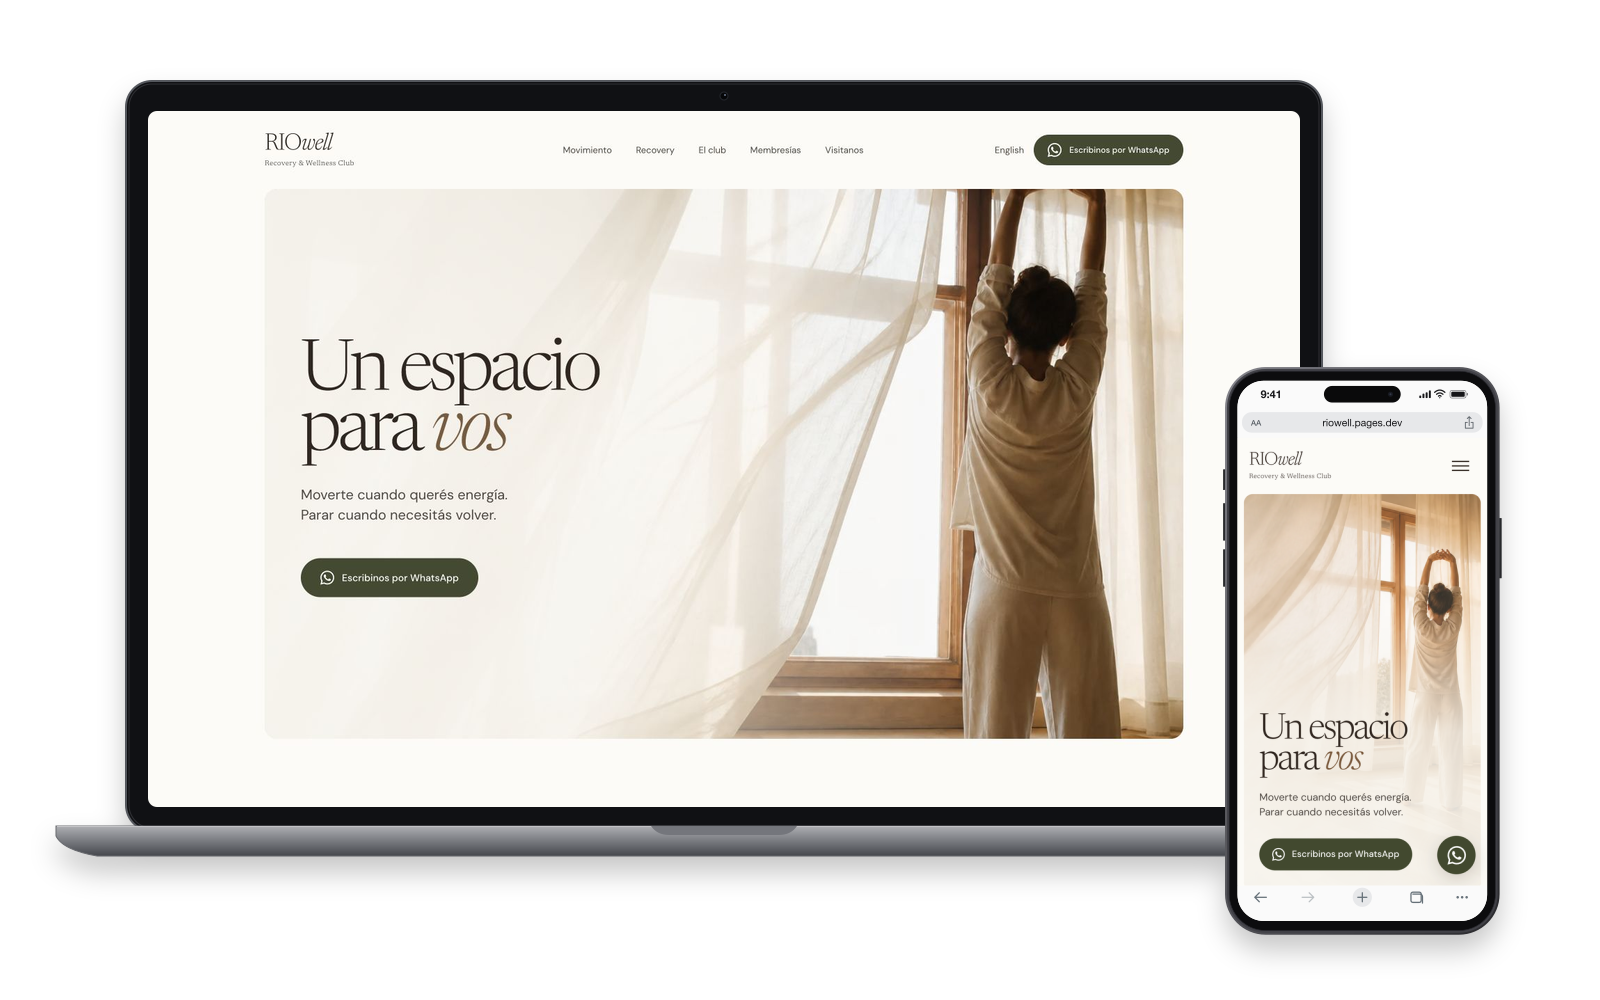 RIOwell
Recovery & Wellness Club
Movimiento
Recovery
El club
Membresías
Visitanos
English
Escribinos por WhatsApp
Un espacio
para vos
Moverte cuando querés energía.
Parar cuando necesitás volver.
Escribinos por WhatsApp
9:41
AA
riowell.pages.dev
RIOwell
Recovery & Wellness Club
Un espacio
para vos
Moverte cuando querés energía.
Parar cuando necesitás volver.
Escribinos por WhatsApp